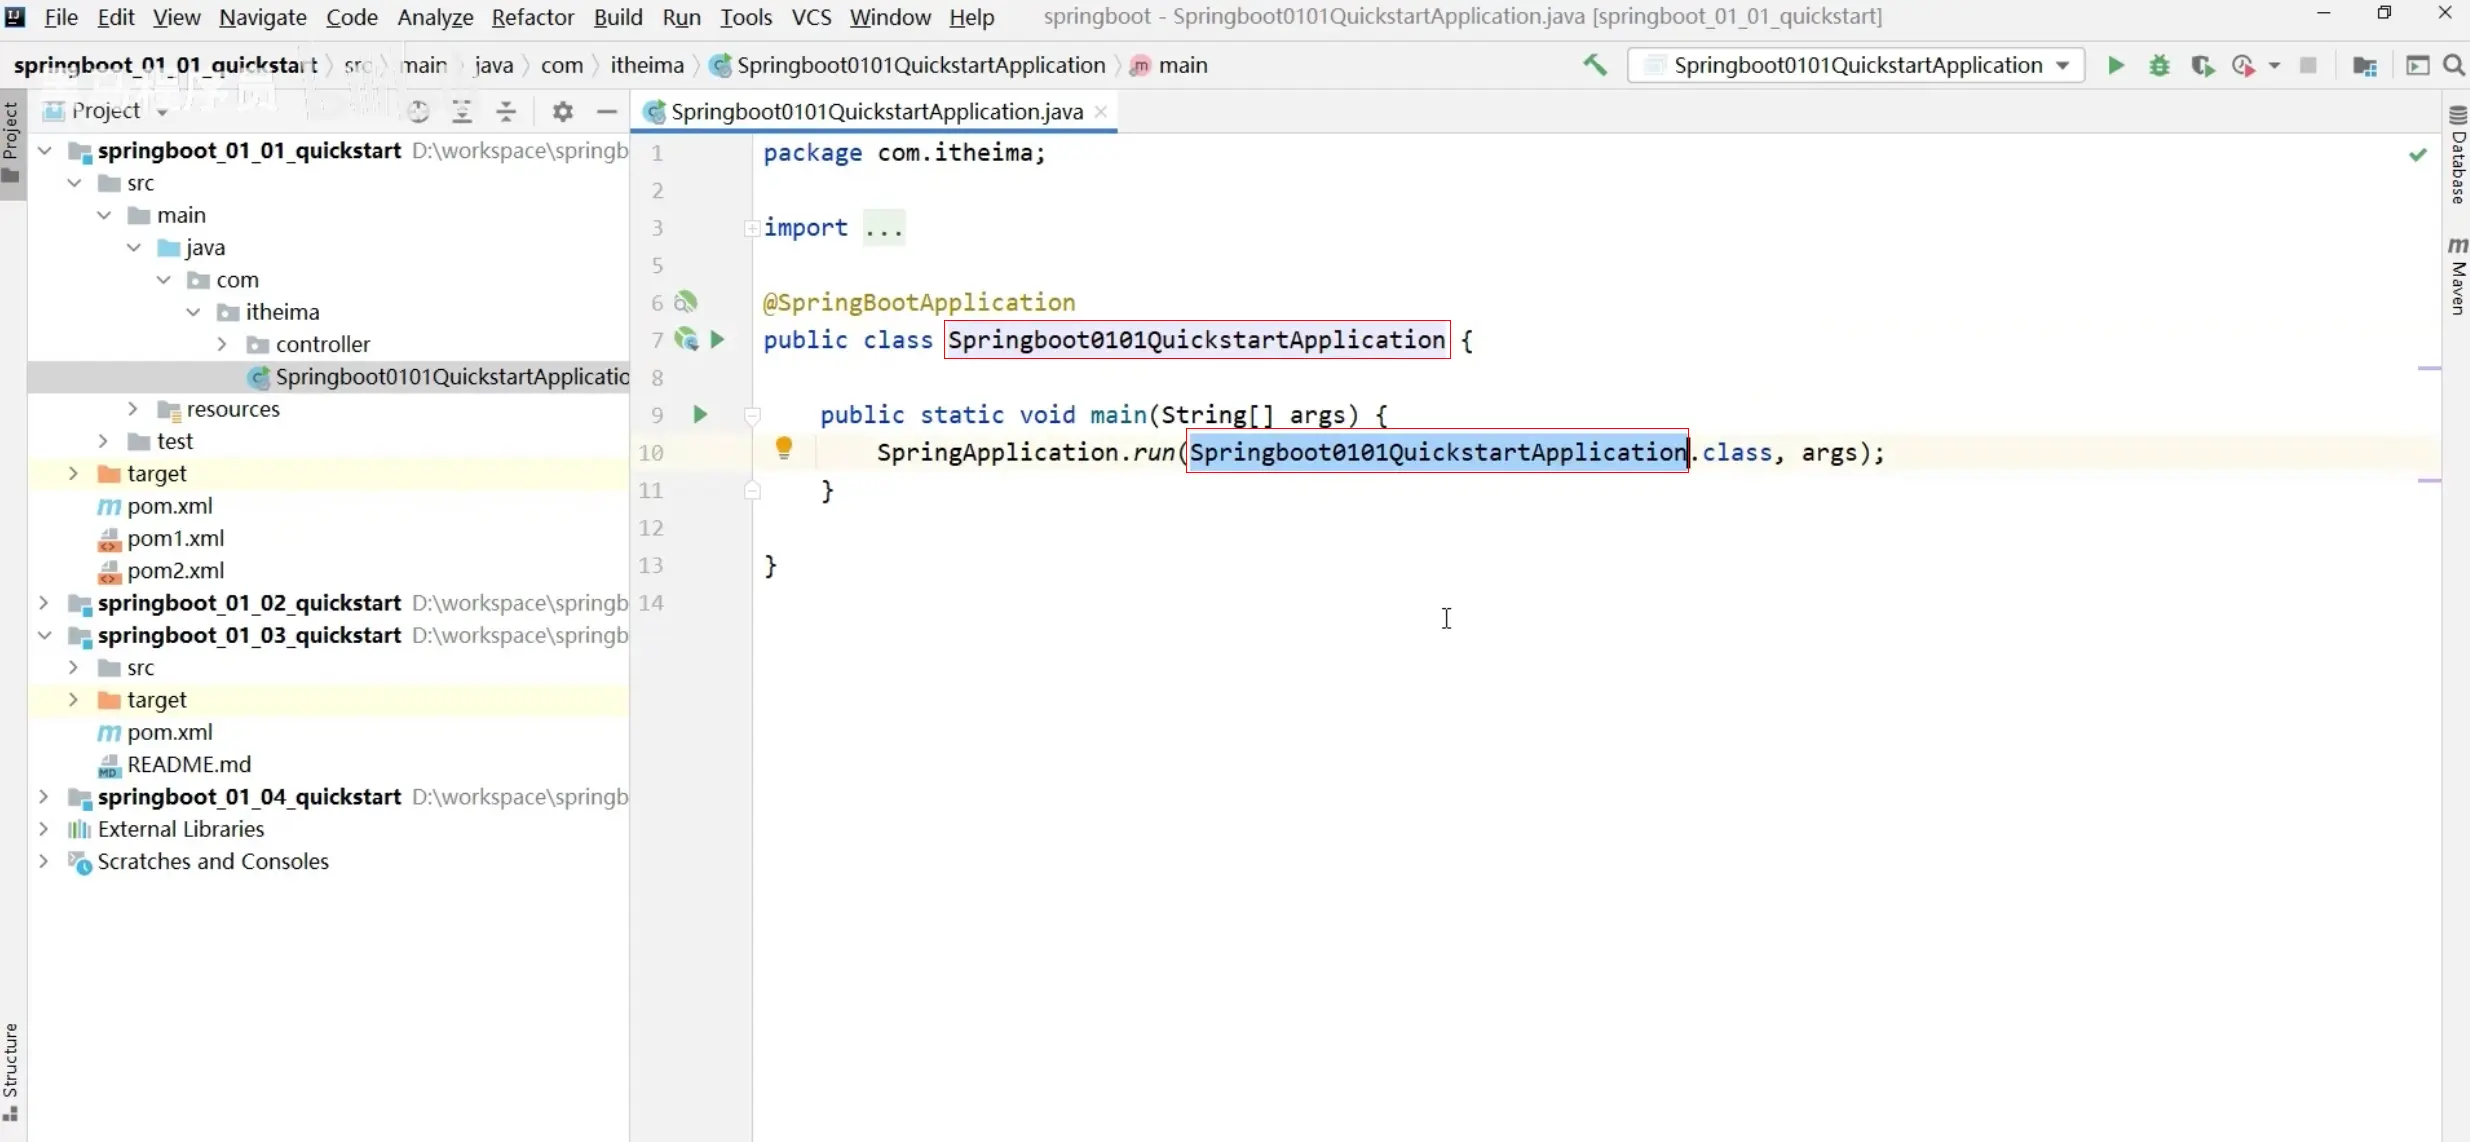 File Edit View Navigate Code Analyze Refactor Build Run Tools VCS Window Help springboot - Springboot0101QuickstartApplication.java [springboot_01_01_quickstart]
springboot_01_01_quickstart src main java com itheima Springboot0101QuickstartApplication main Springboot0101QuickstartApplication
Project
Project
Springboot0101QuickstartApplication.java
springboot_01_01_quickstart D:\workspace\springb
src
main
java
com
itheima
controller
Springboot0101QuickstartApplicatio
resources
test
target
pom.xml
pom1.xml
pom2.xml
springboot_01_02_quickstart D:\workspace\springb
springboot_01_03_quickstart D:\workspace\springb
src
target
pom.xml
README.md
springboot_01_04_quickstart D:\workspace\springb
External Libraries
Scratches and Consoles
Structure
1 package com.itheima;
2
3 import ...
5
6 @SpringBootApplication
7 public class Springboot0101QuickstartApplication {
8
9 public static void main(String[] args) {
10 SpringApplication.run(Springboot0101QuickstartApplication.class, args);
11 }
12
13 }
14
Database
Maven